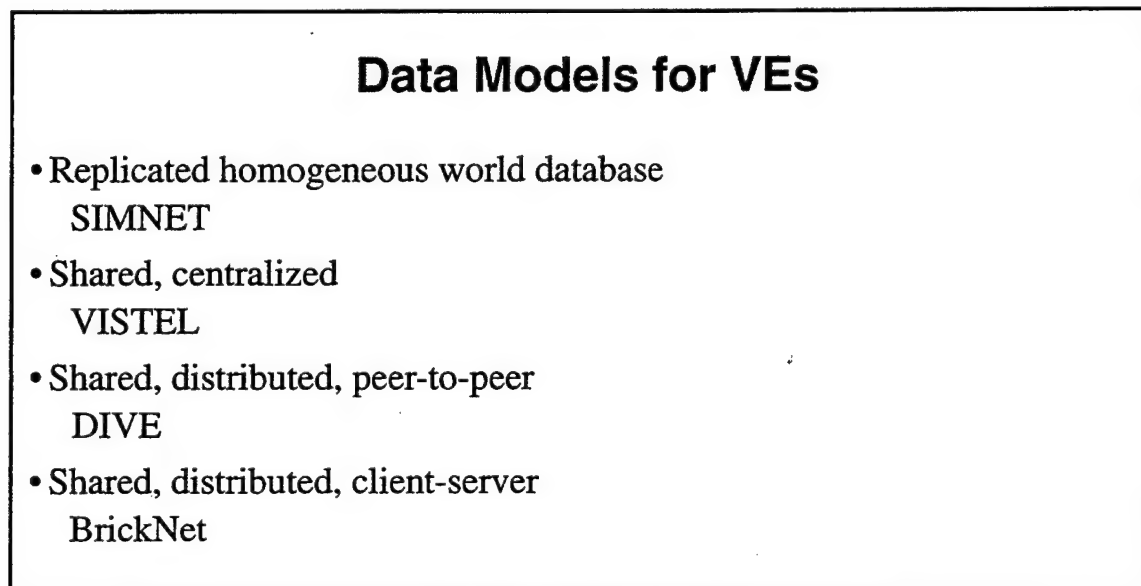 Data Models for VEs
• Replicated homogeneous world database
SIMNET
• Shared, centralized
VISTEL
• Shared, distributed, peer-to-peer
DIVE
• Shared, distributed, client-server
BrickNet